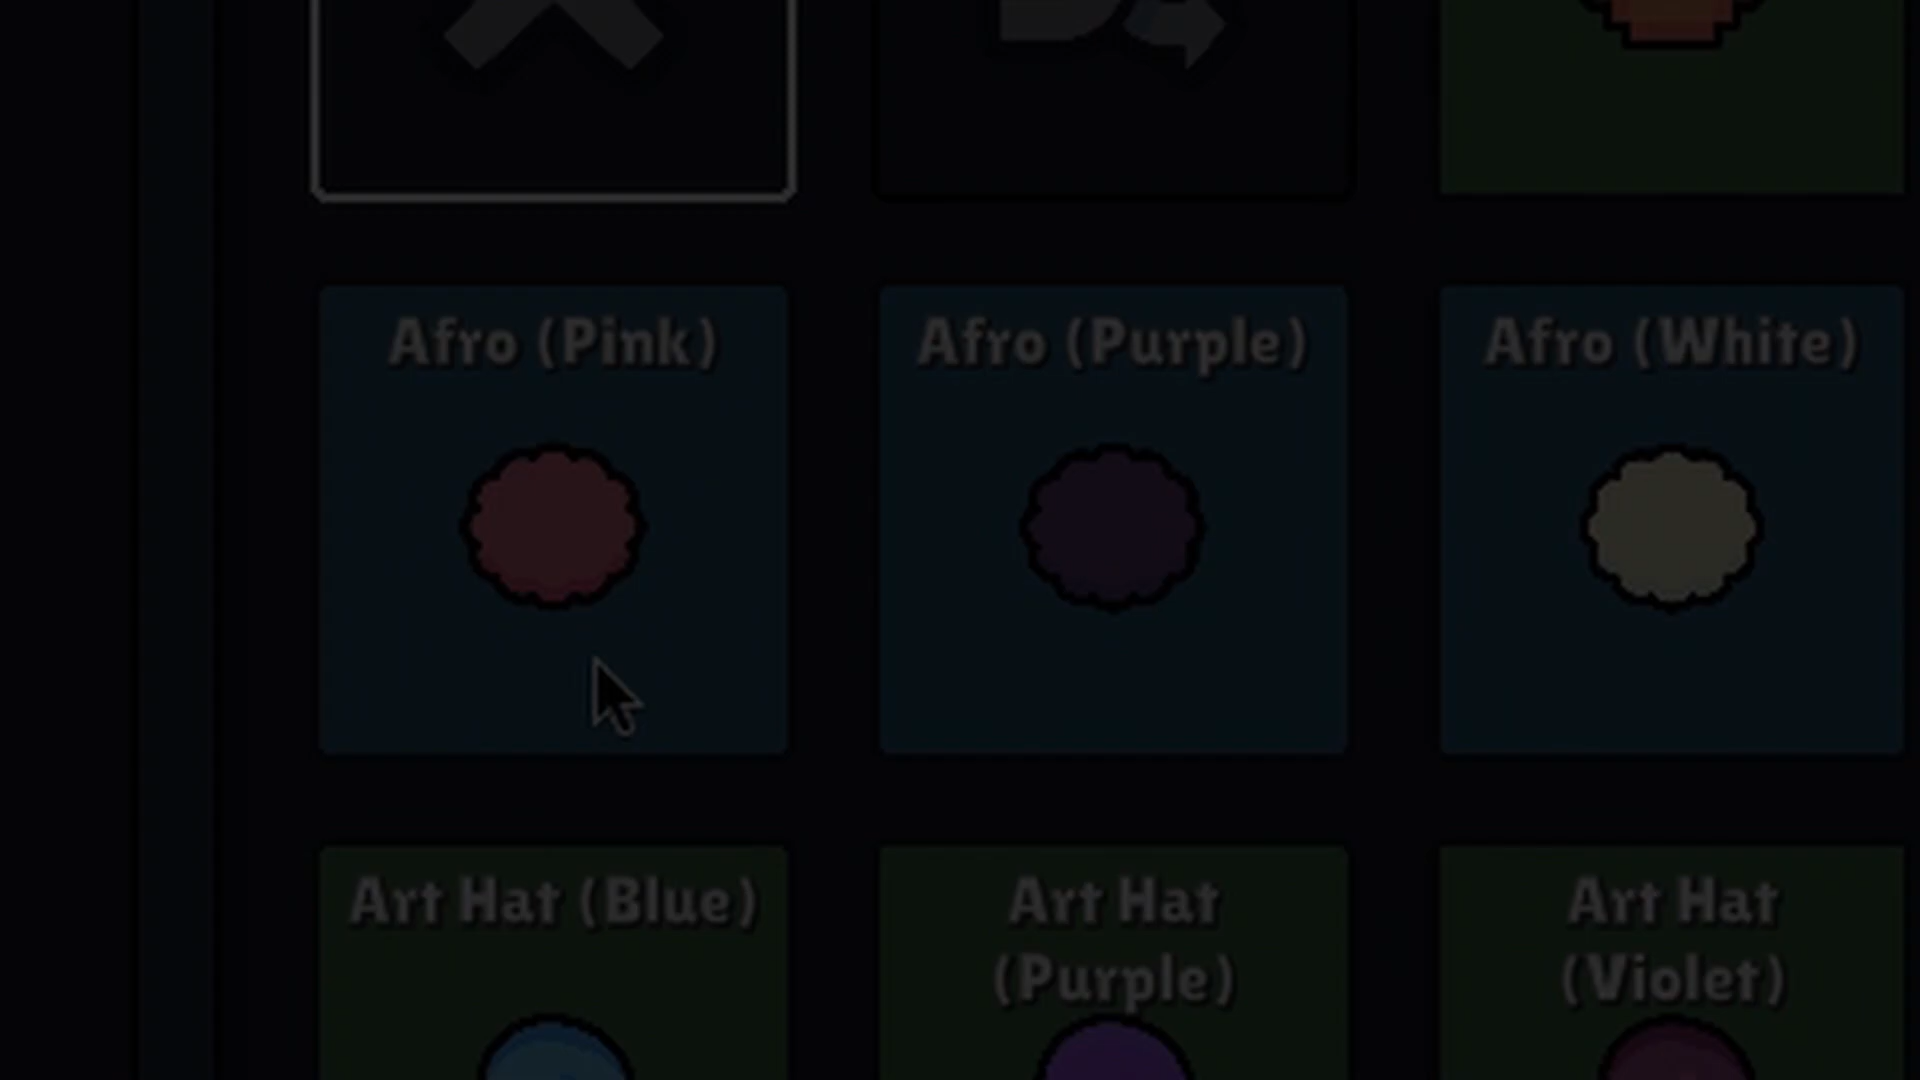 Afro (Pink)
Afro (Purple)
Afro (White)
Art Hat (Blue)
Art Hat
(Purple)
Art Hat
(Violet)